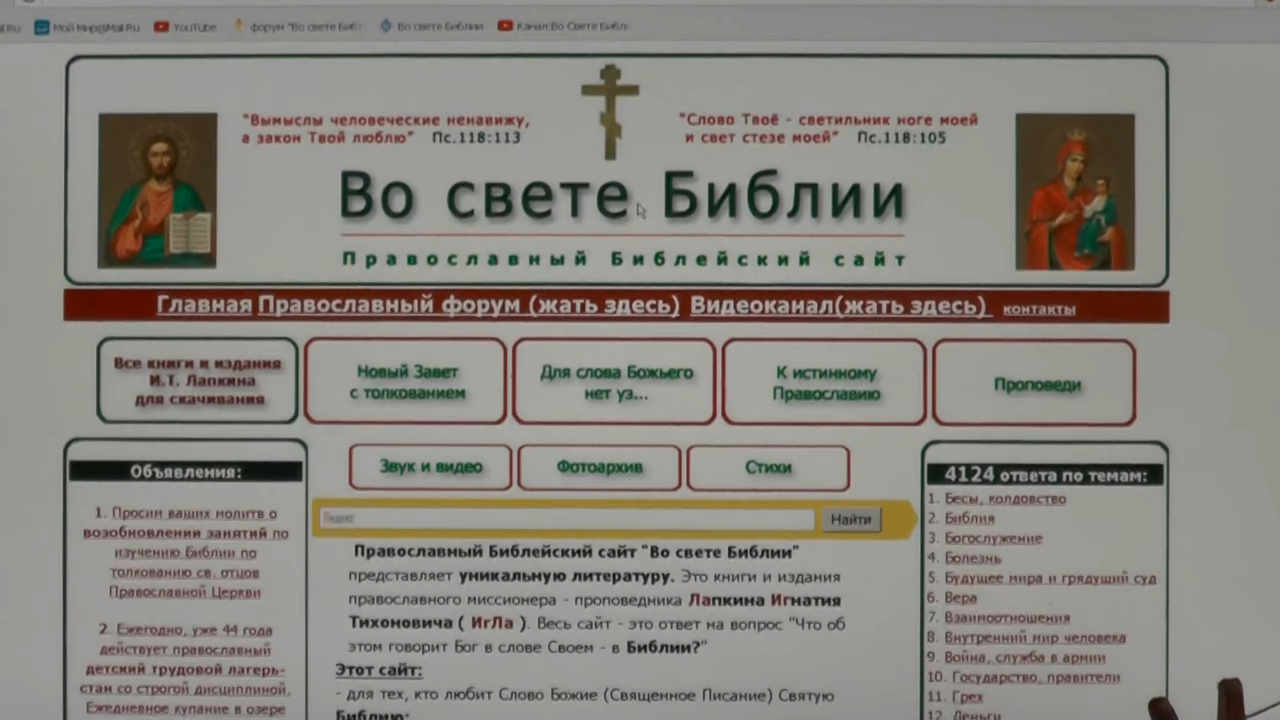 Мой Мир@Mail.Ru YouTube форум "Во свете Биб Во свете Библии Канал:Во Свете Библ
"Вымыслы человеческие ненавижу,
а закон Твой люблю" Пс.118:113
"Слово Твоё - светильник ноге моей
и свет стезе моей" Пс.118:105
Во свете Библии
Православный Библейский сайт
Главная Православный форум (жать здесь) Видеоканал(жать здесь) контакты
Все книги и издания
И.Т. Лапкина
для скачивания
Новый Завет
с толкованием
Для слова Божьего
нет уз...
К истинному
Православию
Проповеди
Звук и видео
Фотоархив
Стихи
Объявления:
1. Просим ваших молитв о
возобновлении занятий по
изучению Библии по
толкованию св. отцов
Православной Церкви
2. Ежегодно, уже 44 года
действует православный
детский трудовой лагерь-
стан со строгой дисциплиной.
Ежедневное купание в озере
Яндекс
Найти
Православный Библейский сайт "Во свете Библии"
представляет уникальную литературу. Это книги и издания
православного миссионера - проповедника Лапкина Игнатия
Тихоновича ( ИгЛа ). Весь сайт - это ответ на вопрос "Что об
этом говорит Бог в слове Своем - в Библии?"
Этот сайт:
- для тех, кто любит Слово Божие (Священное Писание) Святую
Библию;
4124 ответа по темам:
1. Бесы, колдовство
2. Библия
3. Богослужение
4. Болезнь
5. Будущее мира и грядущий суд
6. Вера
7. Взаимоотношения
8. Внутренний мир человека
9. Война, служба в армии
10. Государство, правители
11. Грех
12. Деньги